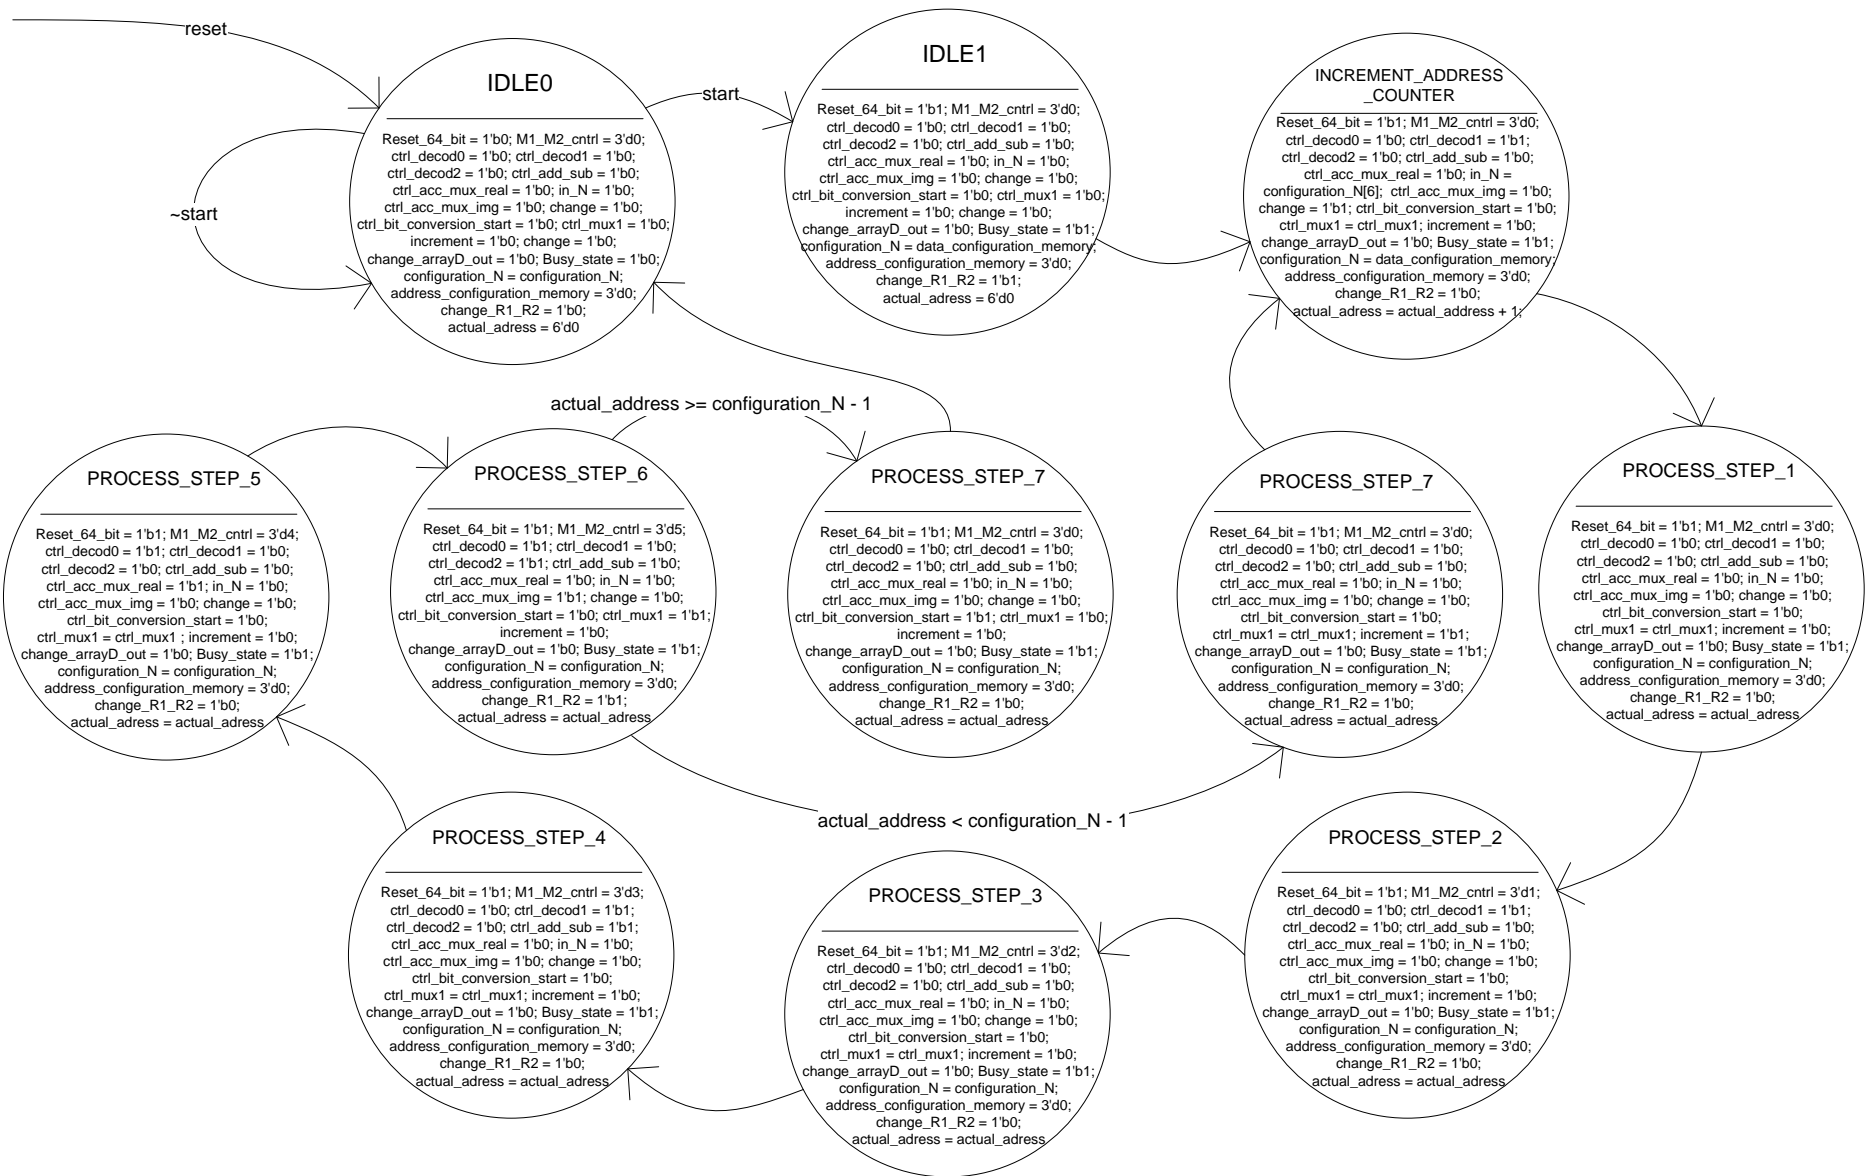 reset
IDLE0
Reset_64_bit = 1'b0; M1_M2_cntrl = 3'd0;
ctrl_decod0 = 1'b0; ctrl_decod1 = 1'b0;
ctrl_decod2 = 1'b0; ctrl_add_sub = 1'b0;
ctrl_acc_mux_real = 1'b0; in_N = 1'b0;
ctrl_acc_mux_img = 1'b0; change = 1'b0;
ctrl_bit_conversion_start = 1'b0; ctrl_mux1 = 1'b0;
increment = 1'b0; change = 1'b0;
change_arrayD_out = 1'b0; Busy_state = 1'b0;
configuration_N = configuration_N;
address_configuration_memory = 3'd0;
change_R1_R2 = 1'b0;
actual_adress = 6'd0
~start
start
IDLE1
Reset_64_bit = 1'b1; M1_M2_cntrl = 3'd0;
ctrl_decod0 = 1'b0; ctrl_decod1 = 1'b0;
ctrl_decod2 = 1'b0; ctrl_add_sub = 1'b0;
ctrl_acc_mux_real = 1'b0; in_N = 1'b0;
ctrl_acc_mux_img = 1'b0; change = 1'b0;
ctrl_bit_conversion_start = 1'b0; ctrl_mux1 = 1'b0;
increment = 1'b0; change = 1'b0;
change_arrayD_out = 1'b0; Busy_state = 1'b1;
configuration_N = data_configuration_memory;
address_configuration_memory = 3'd0;
change_R1_R2 = 1'b1;
actual_adress = 6'd0
INCREMENT_ADDRESS
_COUNTER
Reset_64_bit = 1'b1; M1_M2_cntrl = 3'd0;
ctrl_decod0 = 1'b0; ctrl_decod1 = 1'b1;
ctrl_decod2 = 1'b0; ctrl_add_sub = 1'b0;
ctrl_acc_mux_real = 1'b0; in_N =
configuration_N[6]; ctrl_acc_mux_img = 1'b0;
change = 1'b1; ctrl_bit_conversion_start = 1'b0;
ctrl_mux1 = ctrl_mux1; increment = 1'b0;
change_arrayD_out = 1'b0; Busy_state = 1'b1;
configuration_N = data_configuration_memory;
address_configuration_memory = 3'd0;
change_R1_R2 = 1'b0;
actual_adress = actual_address + 1;
actual_address >= configuration_N - 1
PROCESS_STEP_5
Reset_64_bit = 1'b1; M1_M2_cntrl = 3'd4;
ctrl_decod0 = 1'b1; ctrl_decod1 = 1'b0;
ctrl_decod2 = 1'b0; ctrl_add_sub = 1'b0;
ctrl_acc_mux_real = 1'b1; in_N = 1'b0;
ctrl_acc_mux_img = 1'b0; change = 1'b0;
ctrl_bit_conversion_start = 1'b0;
ctrl_mux1 = ctrl_mux1 ; increment = 1'b0;
change_arrayD_out = 1'b0; Busy_state = 1'b1;
configuration_N = configuration_N;
address_configuration_memory = 3'd0;
change_R1_R2 = 1'b0;
actual_adress = actual_adress
PROCESS_STEP_6
Reset_64_bit = 1'b1; M1_M2_cntrl = 3'd5;
ctrl_decod0 = 1'b1; ctrl_decod1 = 1'b0;
ctrl_decod2 = 1'b1; ctrl_add_sub = 1'b0;
ctrl_acc_mux_real = 1'b0; in_N = 1'b0;
ctrl_acc_mux_img = 1'b1; change = 1'b0;
ctrl_bit_conversion_start = 1'b0; ctrl_mux1 = 1'b1;
increment = 1'b0;
change_arrayD_out = 1'b0; Busy_state = 1'b1;
configuration_N = configuration_N;
address_configuration_memory = 3'd0;
change_R1_R2 = 1'b1;
actual_adress = actual_adress
PROCESS_STEP_7
Reset_64_bit = 1'b1; M1_M2_cntrl = 3'd0;
ctrl_decod0 = 1'b0; ctrl_decod1 = 1'b0;
ctrl_decod2 = 1'b0; ctrl_add_sub = 1'b0;
ctrl_acc_mux_real = 1'b0; in_N = 1'b0;
ctrl_acc_mux_img = 1'b0; change = 1'b0;
ctrl_bit_conversion_start = 1'b1; ctrl_mux1 = 1'b0;
increment = 1'b0;
change_arrayD_out = 1'b0; Busy_state = 1'b1;
configuration_N = configuration_N;
address_configuration_memory = 3'd0;
change_R1_R2 = 1'b0;
actual_adress = actual_adress
PROCESS_STEP_7
Reset_64_bit = 1'b1; M1_M2_cntrl = 3'd0;
ctrl_decod0 = 1'b0; ctrl_decod1 = 1'b0;
ctrl_decod2 = 1'b0; ctrl_add_sub = 1'b0;
ctrl_acc_mux_real = 1'b0; in_N = 1'b0;
ctrl_acc_mux_img = 1'b0; change = 1'b0;
ctrl_bit_conversion_start = 1'b0;
ctrl_mux1 = ctrl_mux1; increment = 1'b1;
change_arrayD_out = 1'b0; Busy_state = 1'b1;
configuration_N = configuration_N;
address_configuration_memory = 3'd0;
change_R1_R2 = 1'b0;
actual_adress = actual_adress
PROCESS_STEP_1
Reset_64_bit = 1'b1; M1_M2_cntrl = 3'd0;
ctrl_decod0 = 1'b0; ctrl_decod1 = 1'b0;
ctrl_decod2 = 1'b0; ctrl_add_sub = 1'b0;
ctrl_acc_mux_real = 1'b0; in_N = 1'b0;
ctrl_acc_mux_img = 1'b0; change = 1'b0;
ctrl_bit_conversion_start = 1'b0;
ctrl_mux1 = ctrl_mux1; increment = 1'b0;
change_arrayD_out = 1'b0; Busy_state = 1'b1;
configuration_N = configuration_N;
address_configuration_memory = 3'd0;
change_R1_R2 = 1'b0;
actual_adress = actual_adress
actual_address < configuration_N - 1
PROCESS_STEP_4
Reset_64_bit = 1'b1; M1_M2_cntrl = 3'd3;
ctrl_decod0 = 1'b0; ctrl_decod1 = 1'b1;
ctrl_decod2 = 1'b0; ctrl_add_sub = 1'b1;
ctrl_acc_mux_real = 1'b0; in_N = 1'b0;
ctrl_acc_mux_img = 1'b0; change = 1'b0;
ctrl_bit_conversion_start = 1'b0;
ctrl_mux1 = ctrl_mux1; increment = 1'b0;
change_arrayD_out = 1'b0; Busy_state = 1'b1;
configuration_N = configuration_N;
address_configuration_memory = 3'd0;
change_R1_R2 = 1'b0;
actual_adress = actual_adress
PROCESS_STEP_3
Reset_64_bit = 1'b1; M1_M2_cntrl = 3'd2;
ctrl_decod0 = 1'b0; ctrl_decod1 = 1'b0;
ctrl_decod2 = 1'b0; ctrl_add_sub = 1'b0;
ctrl_acc_mux_real = 1'b0; in_N = 1'b0;
ctrl_acc_mux_img = 1'b0; change = 1'b0;
ctrl_bit_conversion_start = 1'b0;
ctrl_mux1 = ctrl_mux1; increment = 1'b0;
change_arrayD_out = 1'b0; Busy_state = 1'b1;
configuration_N = configuration_N;
address_configuration_memory = 3'd0;
change_R1_R2 = 1'b0;
actual_adress = actual_adress
PROCESS_STEP_2
Reset_64_bit = 1'b1; M1_M2_cntrl = 3'd1;
ctrl_decod0 = 1'b0; ctrl_decod1 = 1'b1;
ctrl_decod2 = 1'b0; ctrl_add_sub = 1'b0;
ctrl_acc_mux_real = 1'b0; in_N = 1'b0;
ctrl_acc_mux_img = 1'b0; change = 1'b0;
ctrl_bit_conversion_start = 1'b0;
ctrl_mux1 = ctrl_mux1; increment = 1'b0;
change_arrayD_out = 1'b0; Busy_state = 1'b1;
configuration_N = configuration_N;
address_configuration_memory = 3'd0;
change_R1_R2 = 1'b0;
actual_adress = actual_adress